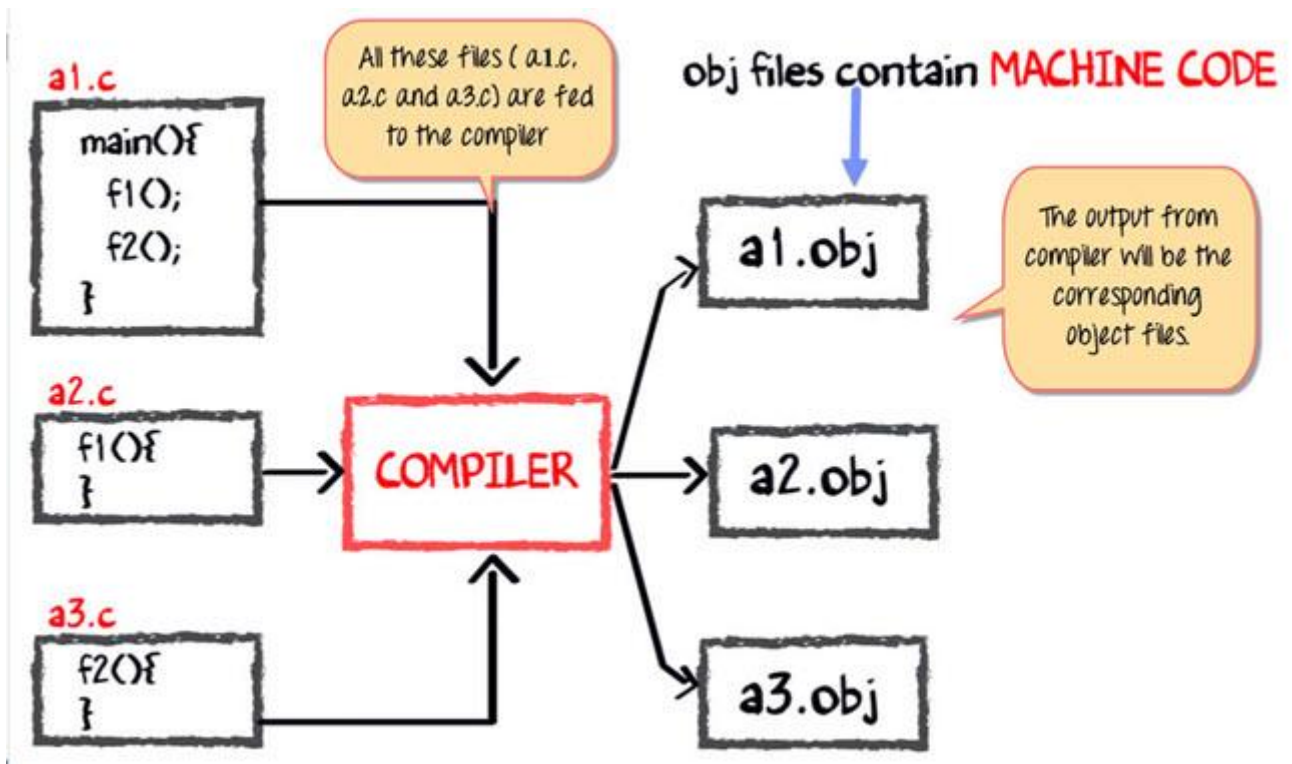 a1.c
main(){
f1();
f2();
}
All these files ( a1.c,
a2.c and a3.c) are fed
to the compiler
obj files contain MACHINE CODE
a1.obj
The output from
compiler will be the
corresponding
object files.
a2.c
f1(){
}
COMPILER
a2.obj
a3.c
f2(){
}
a3.obj